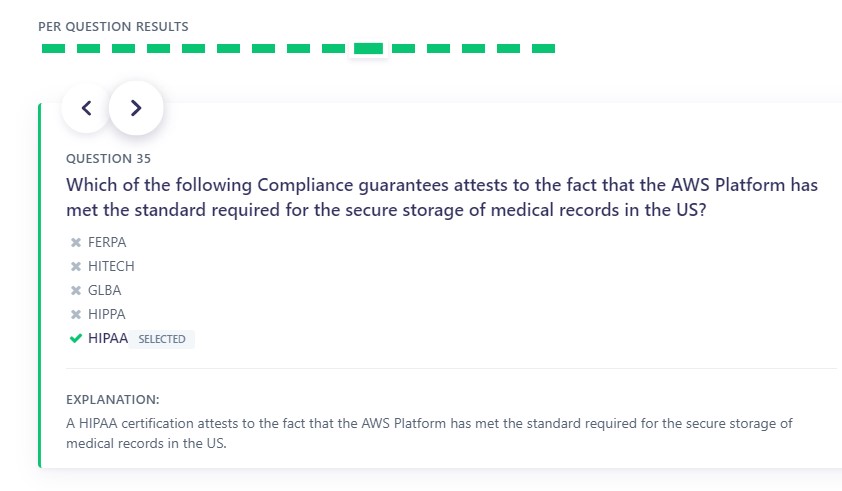 PER QUESTION RESULTS
QUESTION 35
Which of the following Compliance guarantees attests to the fact that the AWS Platform has
met the standard required for the secure storage of medical records in the US?
FERPA
HITECH
GLBA
HIPPA
HIPAA SELECTED
EXPLANATION:
A HIPAA certification attests to the fact that the AWS Platform has met the standard required for the secure storage of
medical records in the US.